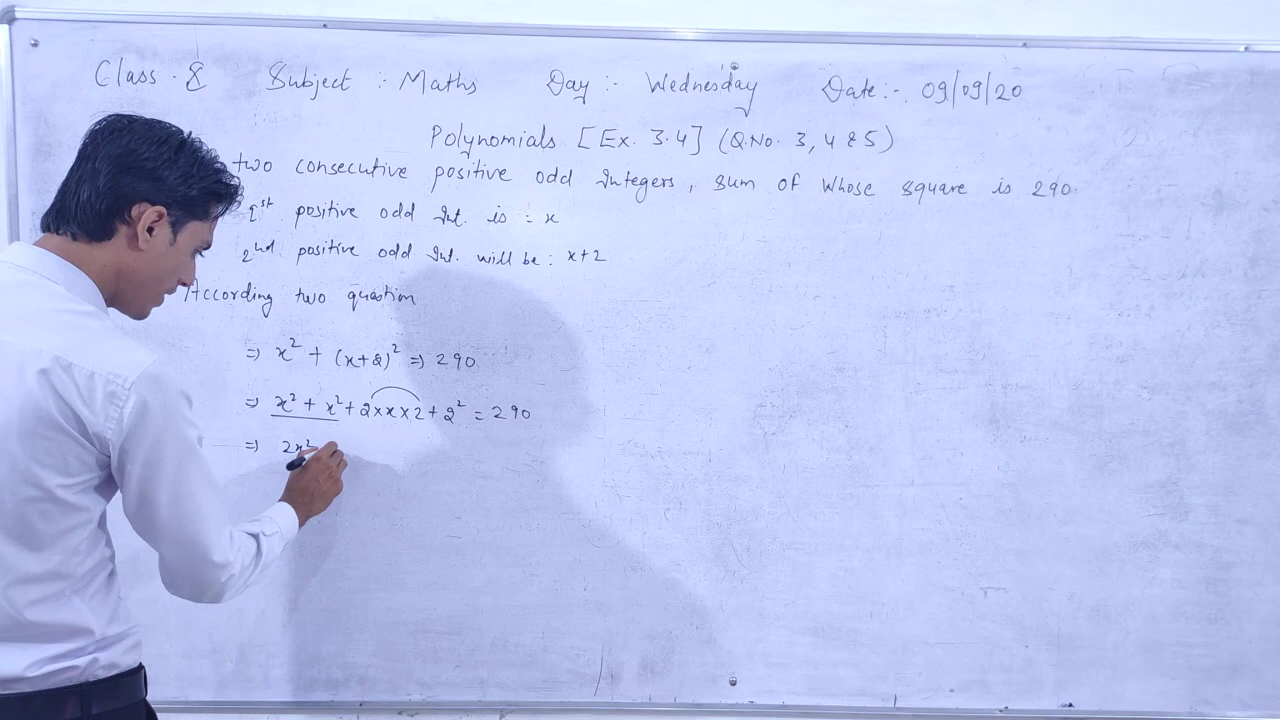 Class - 8 Subject : Maths Day :- Wednesday Date :- 09/09/20
Polynomials [Ex. 3.4] (Q.No. 3, 4 & 5)
two consecutive positive odd Integers, sum of whose square is 290.
1st positive odd Int. is : x
2nd positive odd Int. will be : x+2
According two question
⇒ x² + (x+2)² ⇒ 290
⇒ x² + x² + 2×x×2 + 2² = 290
⇒ 2x²